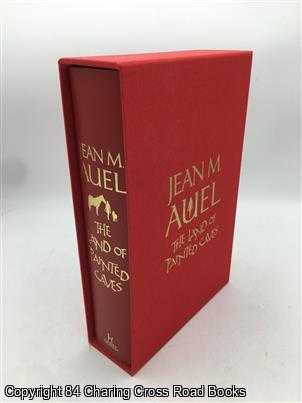 EAN M.
AUEL
THE
LAND OF
PAINTED
CAVES
JEAN M.
AUEL
THE LAND OF
PAINTED CAVES
Copyright 84 Charing Cross Road Books